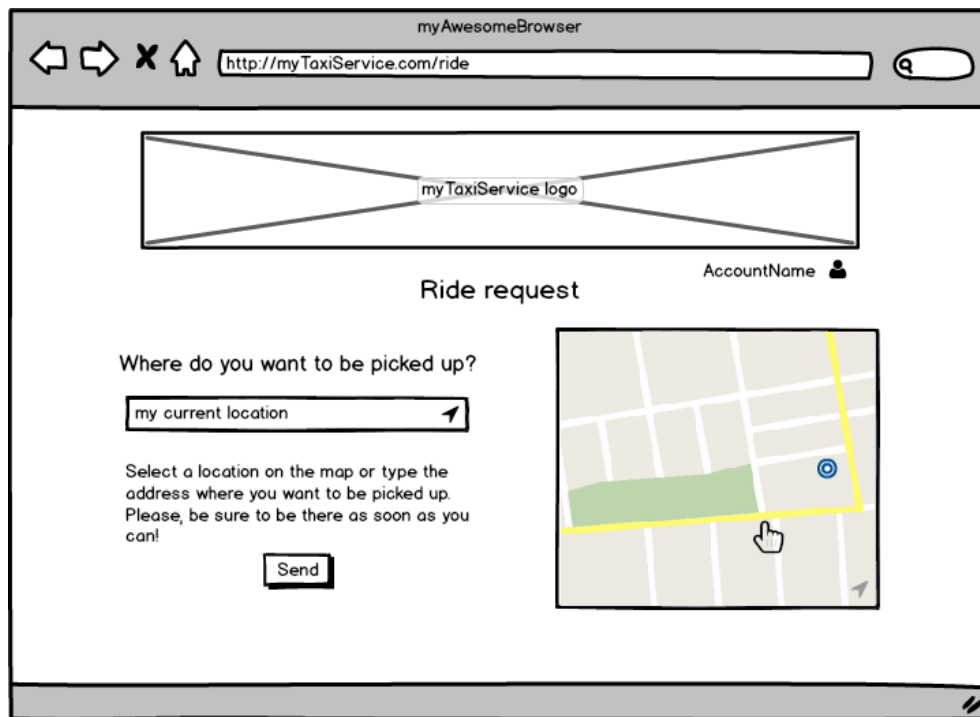 myAwesomeBrowser
http://myTaxiService.com/ride
myTaxiService logo
AccountName
Ride request
Where do you want to be picked up?
my current location
Select a location on the map or type the
address where you want to be picked up.
Please, be sure to be there as soon as you
can!
Send